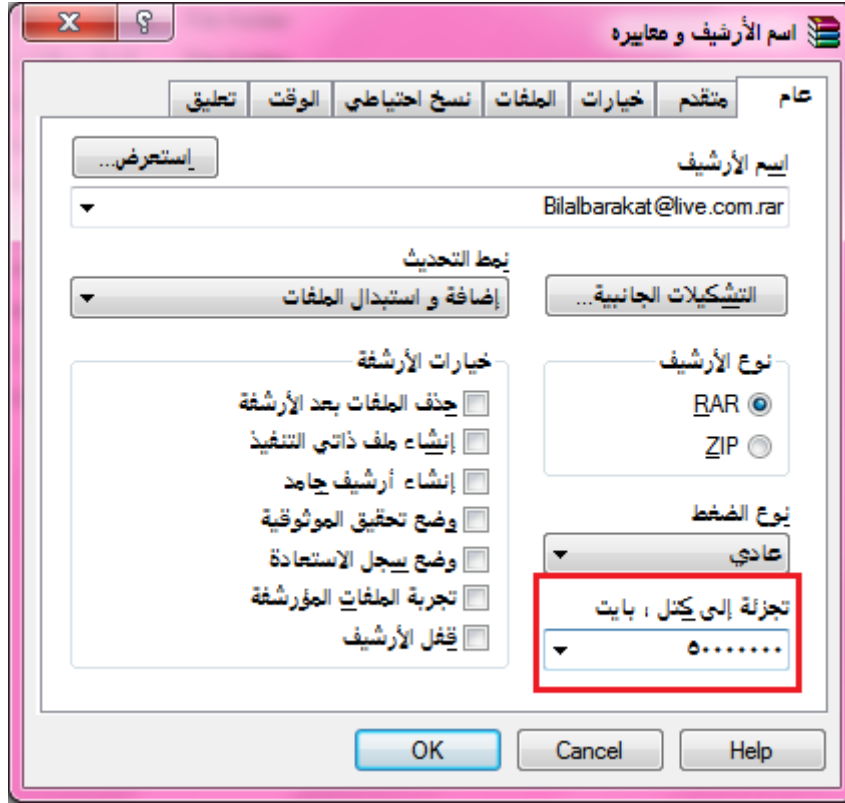 اسم الأرشيف و معاييره
عام
متقدم
خيارات
الملفات
نسخ احتياطي
الوقت
تعليق
اسم الأرشيف
إستعرض...
Bilalbarakat@live.com.rar
نمط التحديث
التشكيلات الجانبية...
إضافة و استبدال الملفات
نوع الأرشيف
RAR
ZIP
نوع الضغط
عادي
تجزئة إلى كتل ، بايت
٥٠٠٠٠٠٠٠
خيارات الأرشفة
حذف الملفات بعد الأرشفة
إنشاء ملف ذاتي التنفيذ
إنشاء أرشيف جامد
وضع تحقيق الموثوقية
وضع سجل الاستعادة
تجربة الملفات المؤرشفة
قفل الأرشيف
OK
Cancel
Help